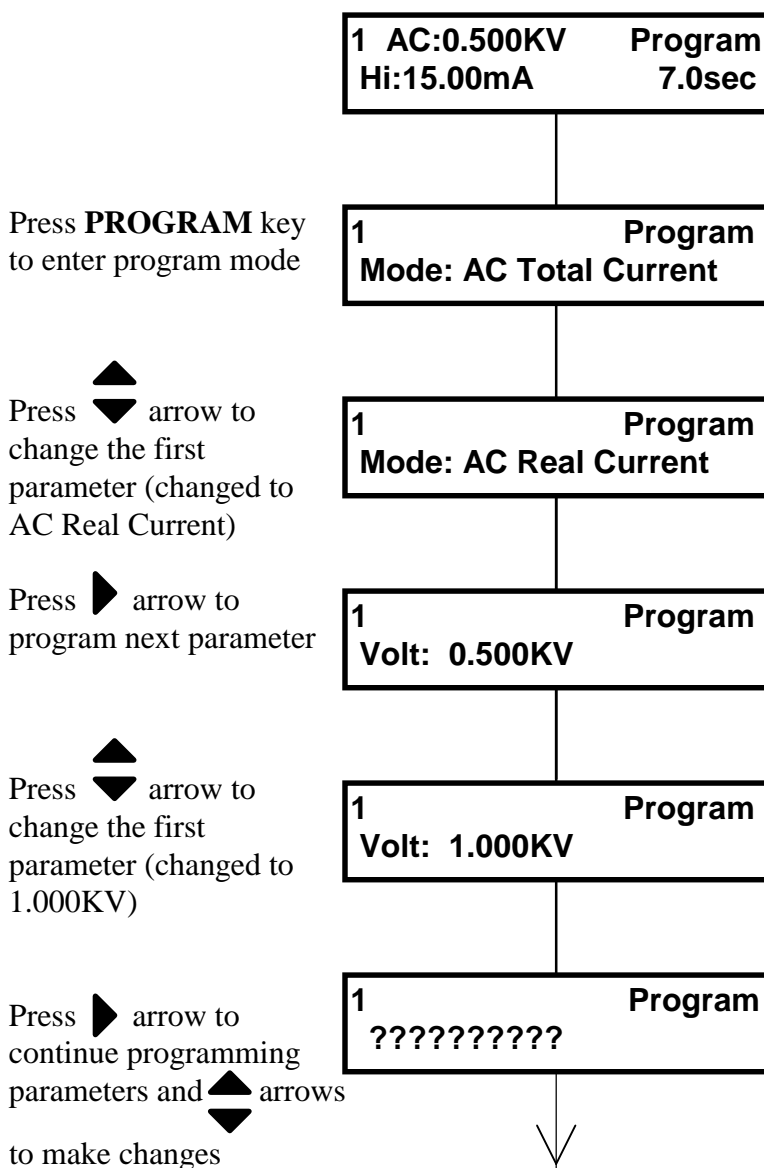 1 AC:0.500KV Program
Hi:15.00mA 7.0sec
Press PROGRAM key
to enter program mode
1 Program
Mode: AC Total Current
Press arrow to
change the first
parameter (changed to
AC Real Current)
1 Program
Mode: AC Real Current
Press arrow to
program next parameter
1 Program
Volt: 0.500KV
Press arrow to
change the first
parameter (changed to
1.000KV)
1 Program
Volt: 1.000KV
Press arrow to
continue programming
parameters and arrows
to make changes
1 Program
??????????